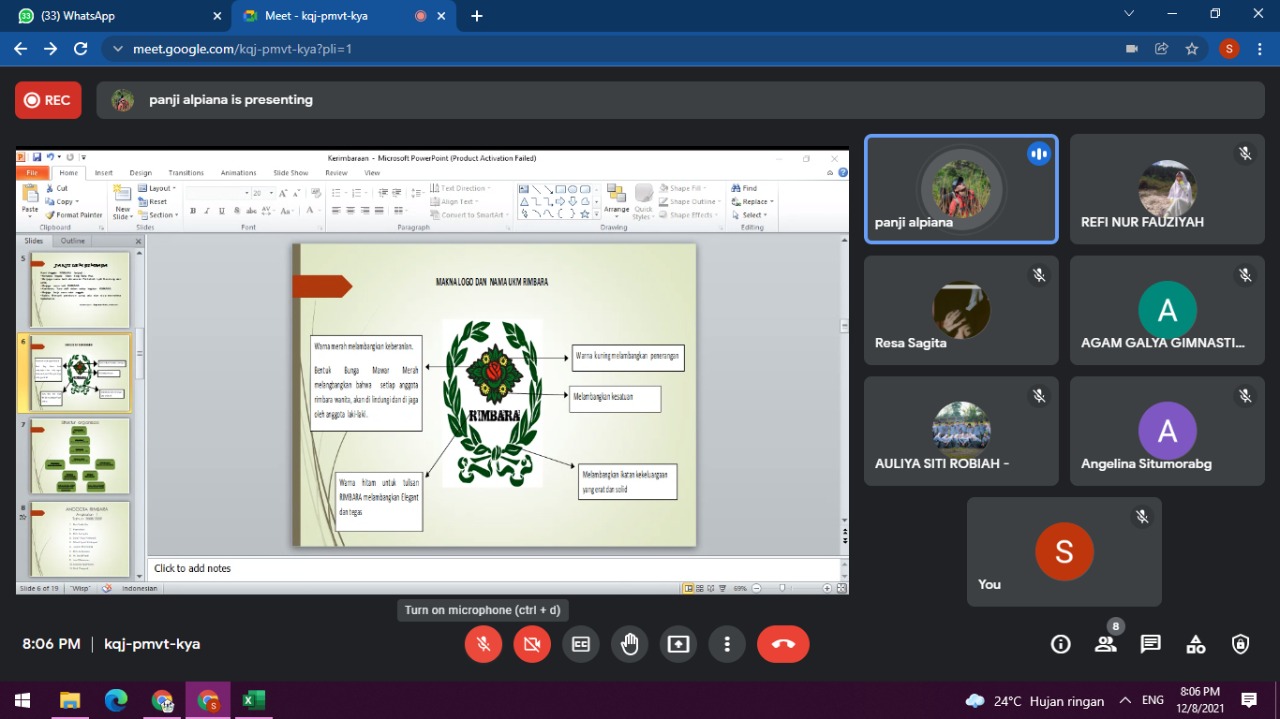 (33) WhatsApp
Meet - kqj-pmvt-kya
meet.google.com/kqj-pmvt-kya?pli=1
S
REC
panji alpiana is presenting
Kerimbaraan - Microsoft PowerPoint (Product Activation Failed)
File Home Insert Design Transitions Animations Slide Show Review View
Paste
Cut
Copy
Format Painter
Clipboard
New
Slide
Layout
Reset
Section
Slides
20
Font
Text Direction
Align Text
Convert to SmartArt
Paragraph
Arrange
Quick
Styles
Shape Fill
Shape Outline
Shape Effects
Drawing
Find
Replace
Select
Editing
Slides Outline
5
6
7
8
ANGGOTA RIMBARA
MAKNA LOGO DAN NAMA UKM RIMBARA
Warna merah melambangkan keberanian.
Bentuk Bunga Mawar Merah
melangbangkan bahwa setiap anggota
rimbara wanita, akan di lindungi dan di jaga
oleh anggota laki-laki.
Warna kuning melambangkan penerangan
Melambangkan kesatuan
RIMBARA
Warna hitam untuk tulisan
RIMBARA melambangkan Elegant
dan tegas
Melambangkan Ikatan kekeluargaan
yang erat dan solid
Click to add notes
Slide 6 of 19 "Wisp" Indonesian
69%
panji alpiana
REFI NUR FAUZIYAH
Resa Sagita
A
AGAM GALYA GIMNASTI...
AULIYA SITI ROBIAH -
A
Angelina Situmorabg
S
You
Turn on microphone (ctrl + d)
8:06 PM | kqj-pmvt-kya
8
24°C Hujan ringan
ENG
8:06 PM
12/8/2021